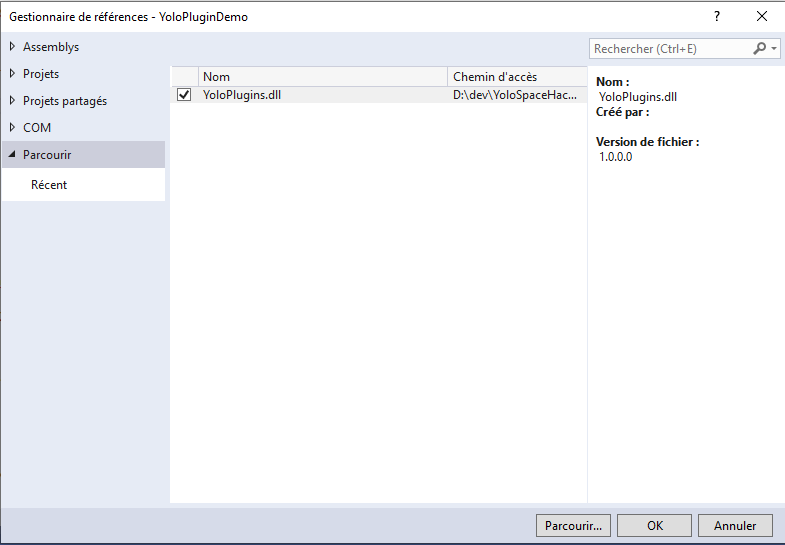 Gestionnaire de références - YoloPluginDemo
?
Assemblys
Projets
Projets partagés
COM
Parcourir
Récent
Nom Chemin d'accès
YoloPlugins.dll D:\dev\YoloSpaceHac...
Rechercher (Ctrl+E)
Nom :
YoloPlugins.dll
Créé par :
Version de fichier :
1.0.0.0
Parcourir... OK Annuler